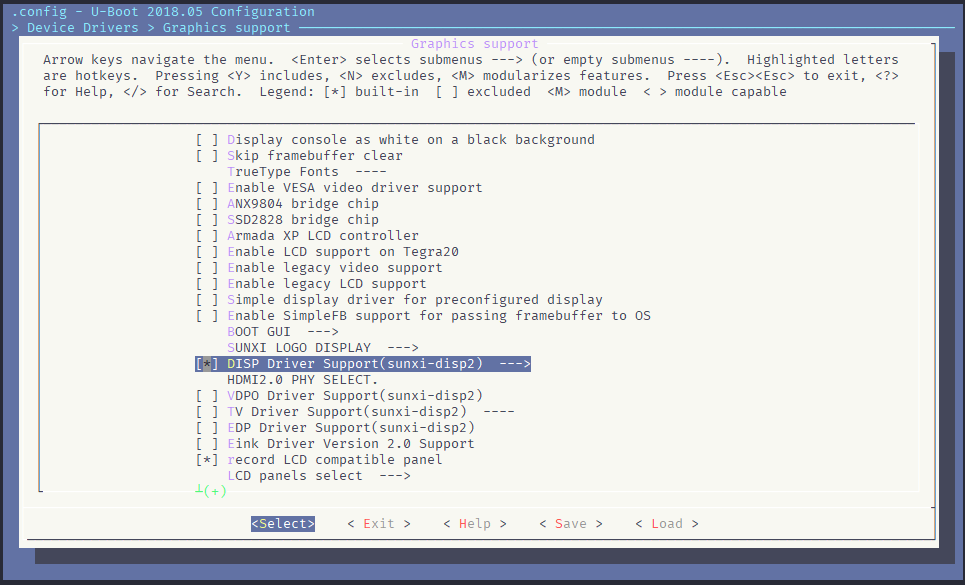 .config - U-Boot 2018.05 Configuration
> Device Drivers > Graphics support
Graphics support
Arrow keys navigate the menu.  <Enter> selects submenus ---> (or empty submenus ----).  Highlighted letters
are hotkeys.  Pressing <Y> includes, <N> excludes, <M> modularizes features.  Press <Esc><Esc> to exit, <?>
for Help, </> for Search.  Legend: [*] built-in  [ ] excluded  <M> module  < > module capable
[ ] Display console as white on a black background
[ ] Skip framebuffer clear
TrueType Fonts  ----
[ ] Enable VESA video driver support
[ ] ANX9804 bridge chip
[ ] SSD2828 bridge chip
[ ] Armada XP LCD controller
[ ] Enable LCD support on Tegra20
[ ] Enable legacy video support
[ ] Enable legacy LCD support
[ ] Simple display driver for preconfigured display
[ ] Enable SimpleFB support for passing framebuffer to OS
BOOT GUI  --->
SUNXI LOGO DISPLAY  --->
[*] DISP Driver Support(sunxi-disp2)  --->
HDMI2.0 PHY SELECT.
[ ] VDPO Driver Support(sunxi-disp2)
[ ] TV Driver Support(sunxi-disp2)  ----
[ ] EDP Driver Support(sunxi-disp2)
[ ] Eink Driver Version 2.0 Support
[*] record LCD compatible panel
LCD panels select  --->
┴(+)
<Select>    < Exit >    < Help >    < Save >    < Load >